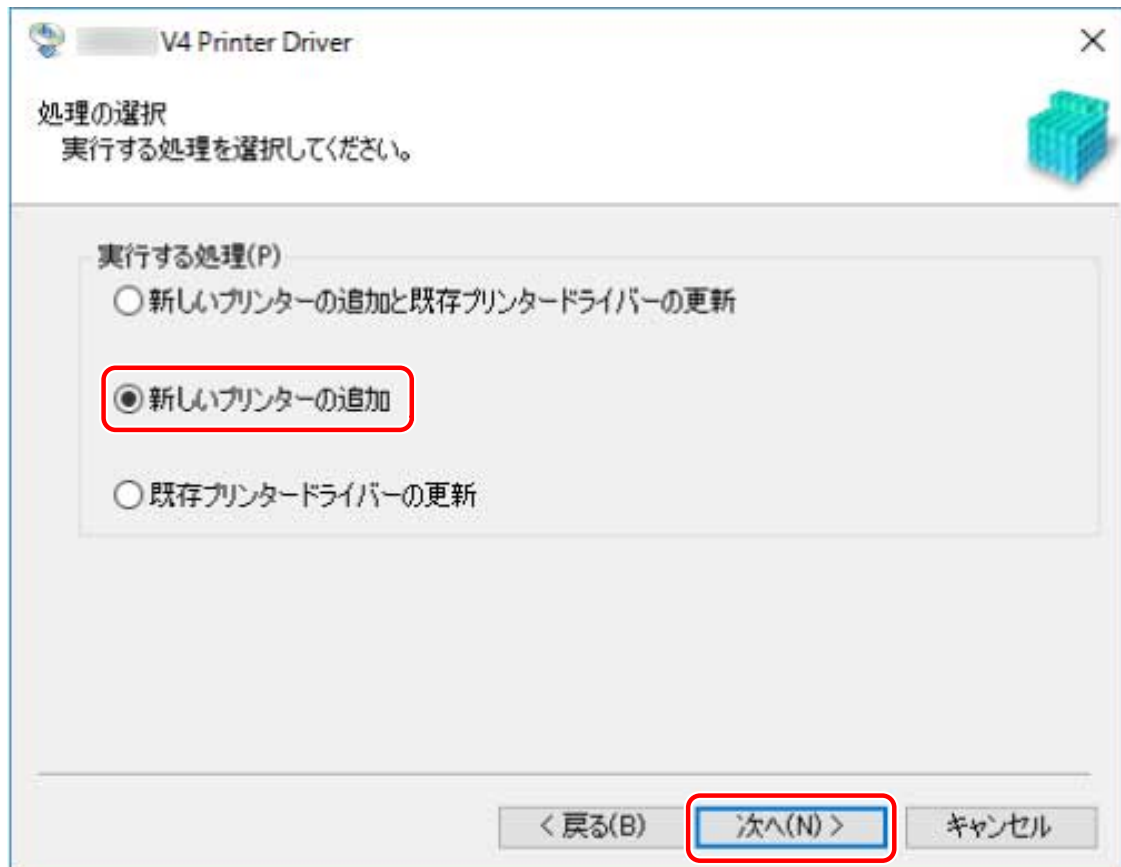 V4 Printer Driver
処理の選択
実行する処理を選択してください。
実行する処理(P)
新しいプリンターの追加と既存プリンタードライバーの更新
新しいプリンターの追加
既存プリンタードライバーの更新
< 戻る(B) 次へ(N) > キャンセル